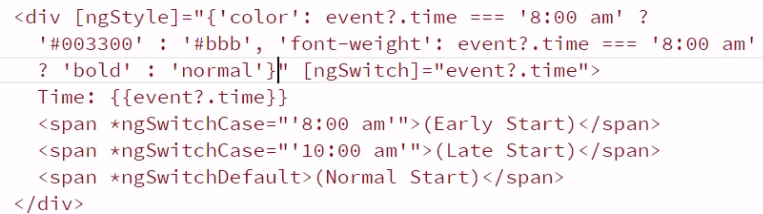 <div [ngStyle]="{'color': event?.time === '8:00 am' ?
'#003300' : '#bbb', 'font-weight': event?.time === '8:00 am'
? 'bold' : 'normal'}" [ngSwitch]="event?.time">
Time: {{event?.time}}
<span *ngSwitchCase="'8:00 am'">(Early Start)</span>
<span *ngSwitchCase="'10:00 am'">(Late Start)</span>
<span *ngSwitchDefault>(Normal Start)</span>
</div>